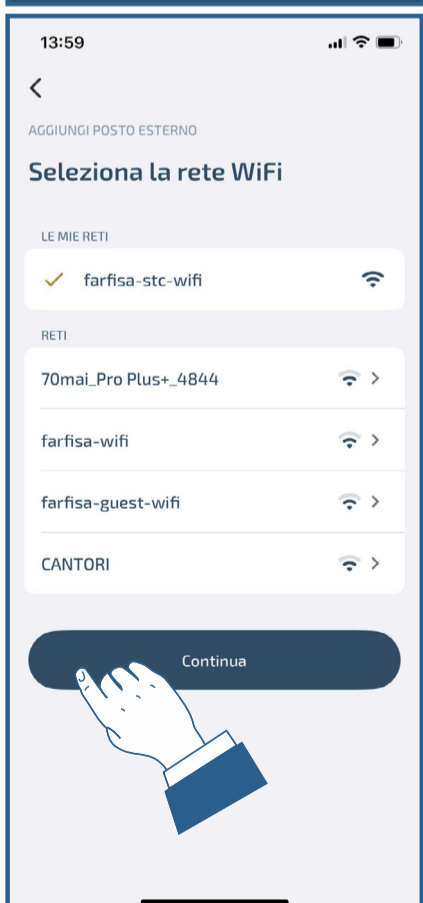 13:59
AGGIUNGI POSTO ESTERNO
Seleziona la rete WiFi
LE MIE RETI
farfisa-stc-wifi
RETI
70mai_Pro Plus+_4844
farfisa-wifi
farfisa-guest-wifi
CANTORI
Continua